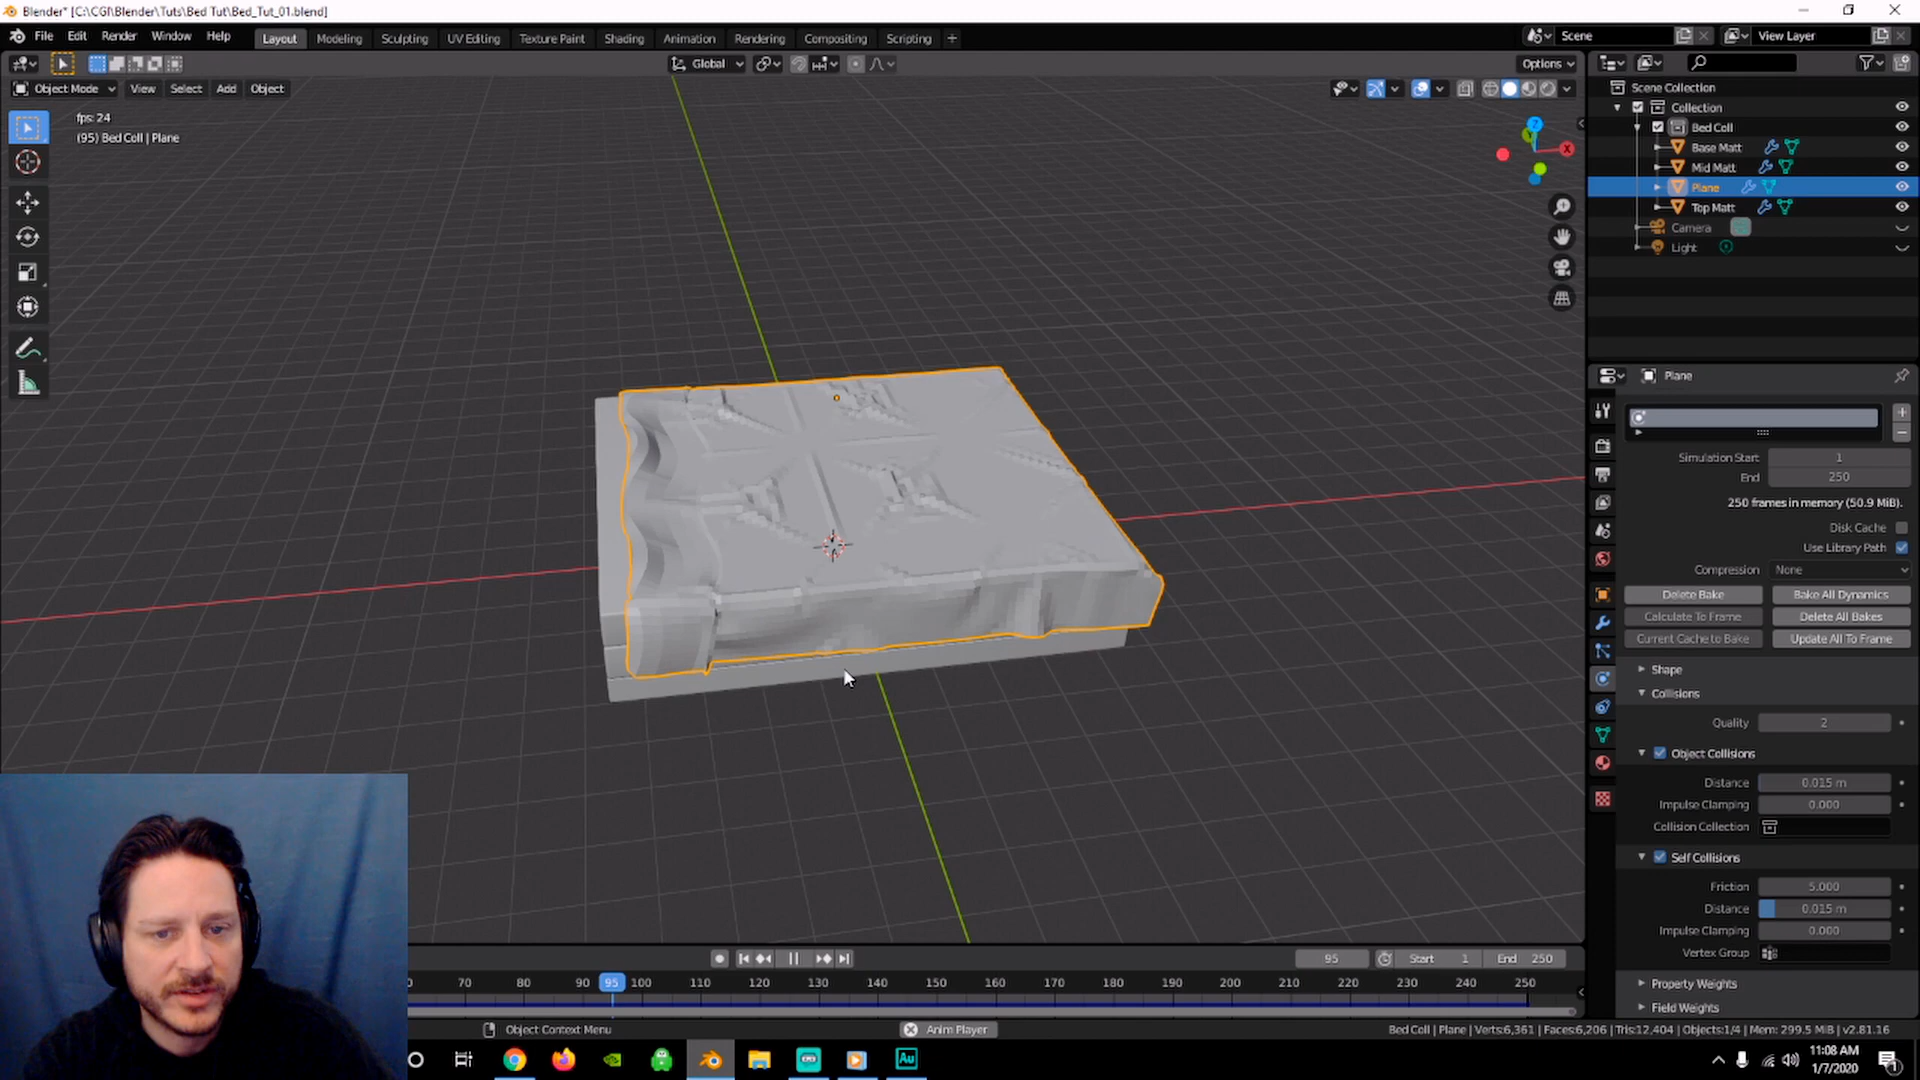 Blender* [C:\CGI\Blender\Tuts\Bed Tut\Bed_Tut_01.blend]
File Edit Render Window Help Layout Modeling Sculpting UV Editing Texture Paint Shading Animation Rendering Compositing Scripting + Scene View Layer
Global Options
Object Mode View Select Add Object
fps: 24
(95) Bed Coll | Plane
Scene Collection
Collection
Bed Coll
Base Matt
Mid Matt
Plane
Top Matt
Camera
Light
Z
Y
X
Plane
Simulation Start 1
End 250
250 frames in memory (50.9 MiB).
Disk Cache
Use Library Path
Compression None
Delete Bake Bake All Dynamics
Calculate To Frame Delete All Bakes
Current Cache to Bake Update All To Frame
Shape
Collisions
Quality 2
Object Collisions
Distance 0.015 m
Impulse Clamping 0.000
Collision Collection
Self Collisions
Friction 5.000
Distance 0.015 m
Impulse Clamping 0.000
Vertex Group
Property Weights
Field Weights
95 Start 1 End 250
0 70 80 90 95 100 110 120 130 140 150 160 170 180 190 200 210 220 230 240 250
Object Context Menu Anim Player Bed Coll | Plane | Verts:6,361 | Faces:6,206 | Tris:12,404 | Objects:1/4 | Mem: 299.5 MiB | v2.81.16
Au
11:08 AM
1/7/2020
1